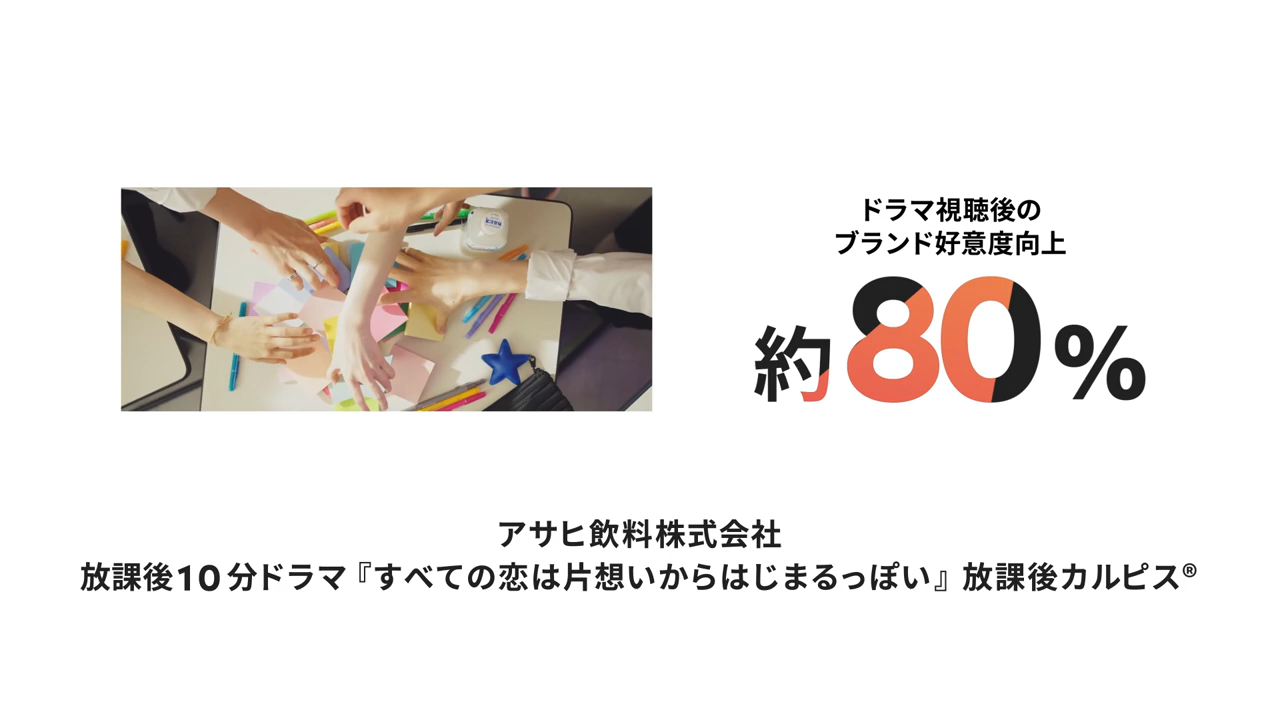 ドラマ視聴後の
ブランド好意度向上
約80%
アサヒ飲料株式会社
放課後10分ドラマ『すべての恋は片想いからはじまるっぽい』放課後カルピス®